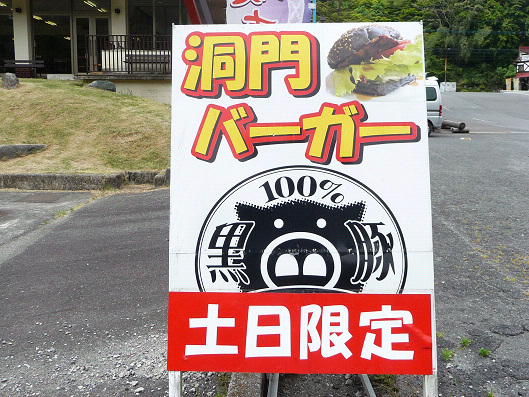 洞門
バーガー
100%
黒豚
土日限定